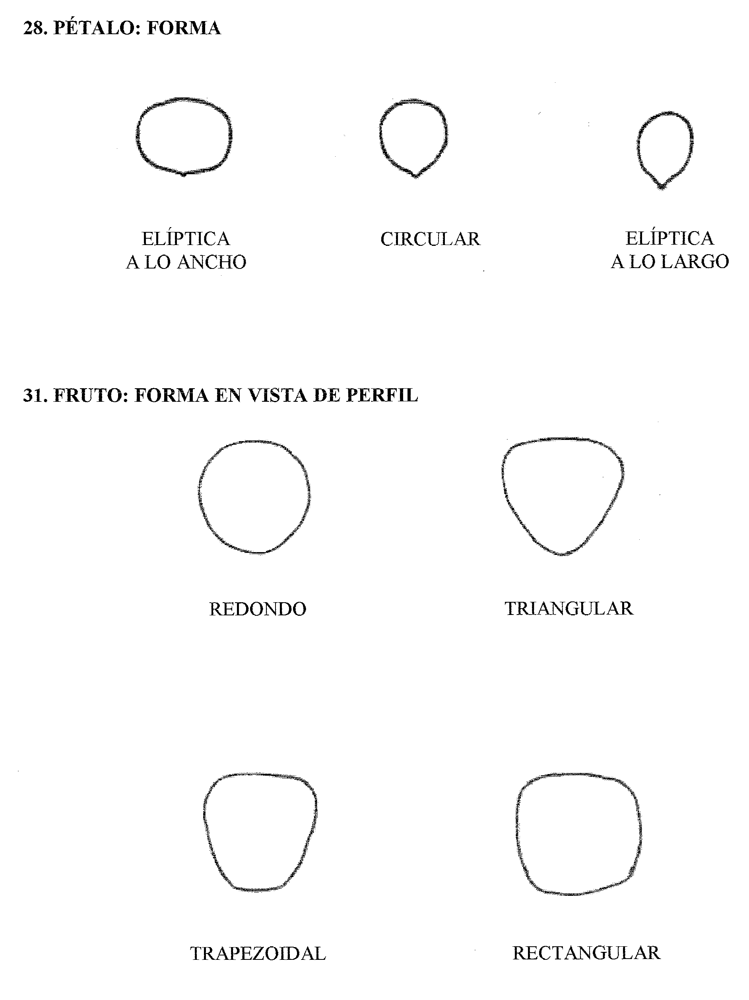 28. PÉTALO: FORMA
ELÍPTICA
A LO ANCHO
CIRCULAR
ELÍPTICA
A LO LARGO
31. FRUTO: FORMA EN VISTA DE PERFIL
REDONDO
TRIANGULAR
TRAPEZOIDAL
RECTANGULAR